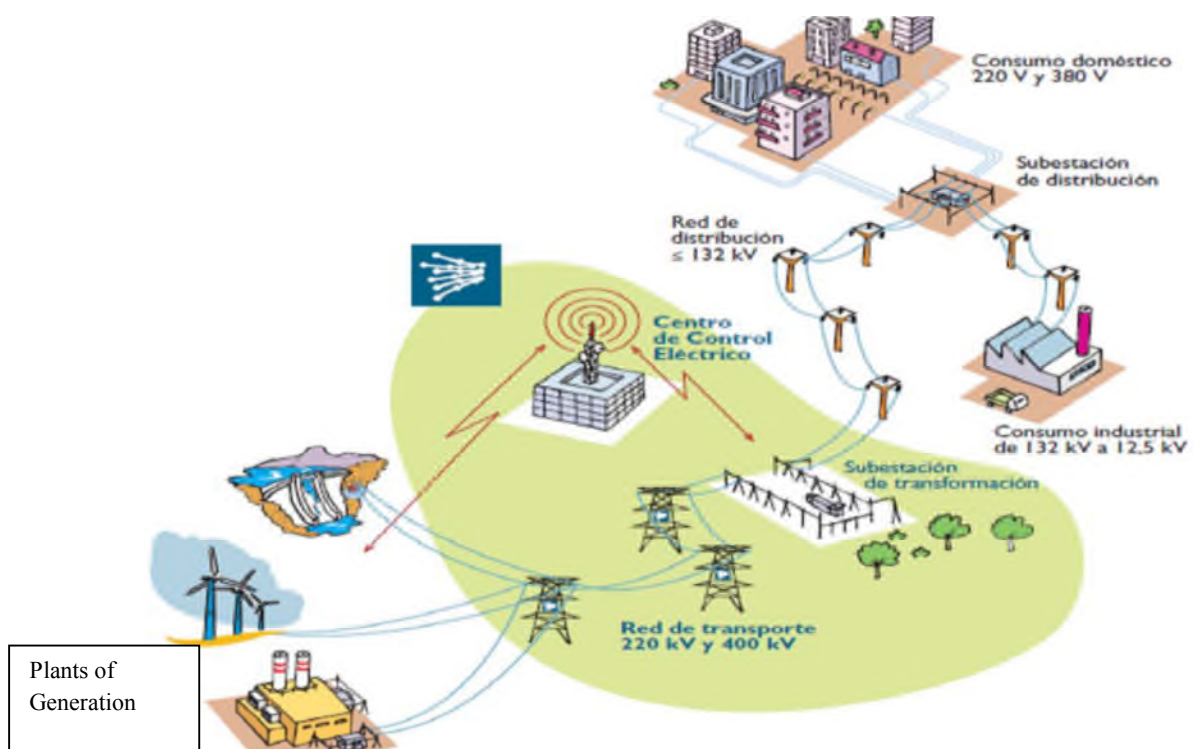 Consumo doméstico
220 V y 380 V
Subestación
de distribución
Red de
distribución
≤ 132 kV
Centro
de Control
Eléctrico
Consumo industrial
de 132 kV a 12,5 kV
Subestación
de transformación
Red de transporte
220 kV y 400 kV
Plants of
Generation